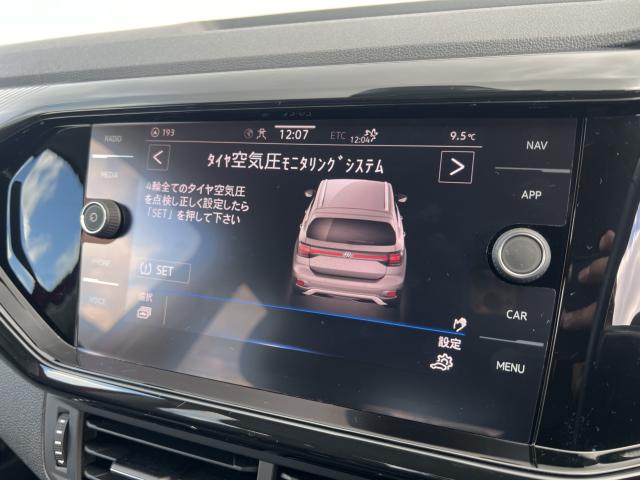 RADIO
193
12:07
ETC
12:04
9.5℃
NAV
MEDIA
タイヤ空気圧モニタリングシステム
4輪全てのタイヤ空気圧
を点検し正しく設定したら
「SET」を押して下さい
APP
SET
VOICE
選択
CAR
設定
MENU